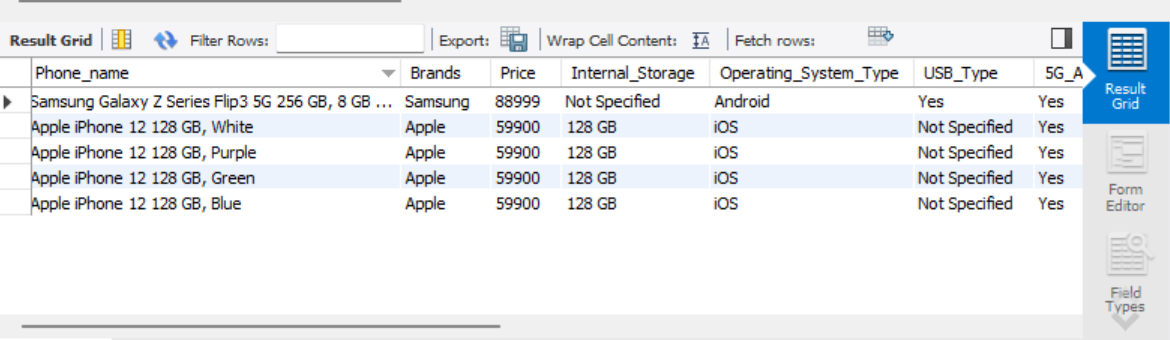 Result Grid Filter Rows: Export: Wrap Cell Content: Fetch rows:
Phone_name Brands Price Internal_Storage Operating_System_Type USB_Type 5G_A
Samsung Galaxy Z Series Flip3 5G 256 GB, 8 GB ... Samsung 88999 Not Specified Android Yes Yes
Apple iPhone 12 128 GB, White Apple 59900 128 GB iOS Not Specified Yes
Apple iPhone 12 128 GB, Purple Apple 59900 128 GB iOS Not Specified Yes
Apple iPhone 12 128 GB, Green Apple 59900 128 GB iOS Not Specified Yes
Apple iPhone 12 128 GB, Blue Apple 59900 128 GB iOS Not Specified Yes
Result
Grid
Form
Editor
Field
Types